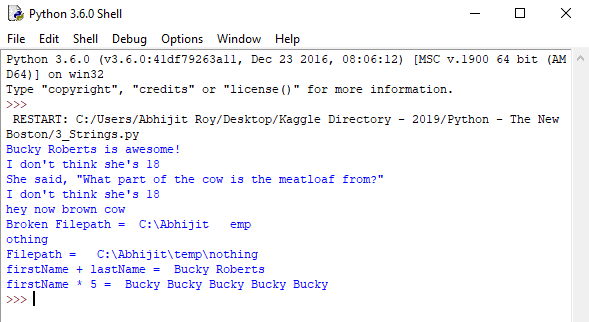 Python 3.6.0 Shell
File Edit Shell Debug Options Window Help
Python 3.6.0 (v3.6.0:41df79263a11, Dec 23 2016, 08:06:12) [MSC v.1900 64 bit (AM
D64)] on win32
Type "copyright", "credits" or "license()" for more information.
>>>
 RESTART: C:/Users/Abhijit Roy/Desktop/Kaggle Directory - 2019/Python - The New
Boston/3_Strings.py
Bucky Roberts is awesome!
I don't think she's 18
She said, "What part of the cow is the meatloaf from?"
I don't think she's 18
hey now brown cow
Broken Filepath =  C:\Abhijit	emp
othing
Filepath =   C:\Abhijit\temp\nothing
firstName + lastName =  Bucky Roberts
firstName * 5 =  Bucky Bucky Bucky Bucky Bucky
>>>